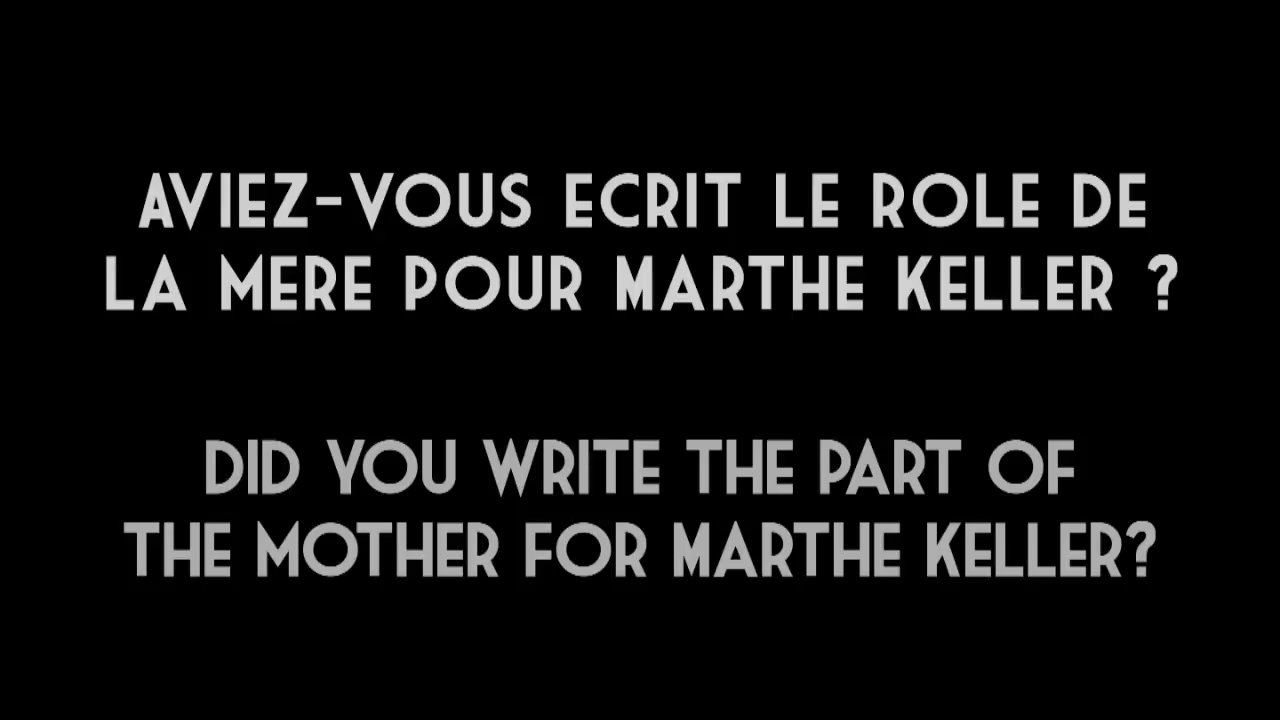 AVIEZ-VOUS ECRIT LE ROLE DE
LA MERE POUR MARTHE KELLER ?
DID YOU WRITE THE PART OF
THE MOTHER FOR MARTHE KELLER?